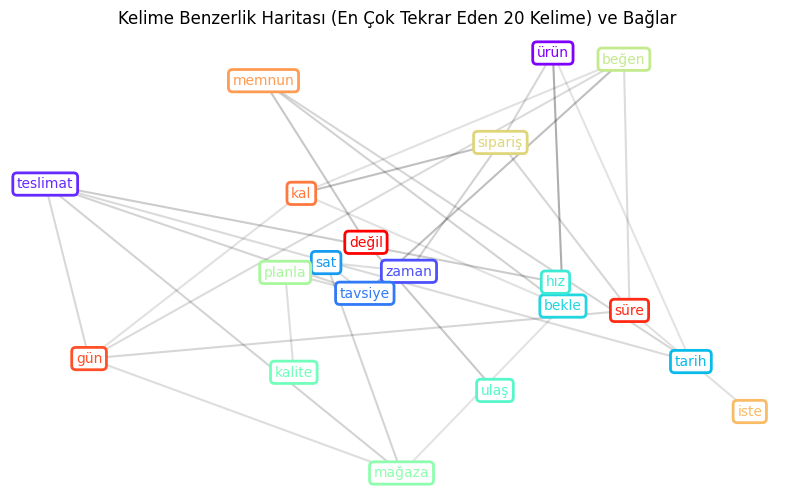 Kelime Benzerlik Haritası (En Çok Tekrar Eden 20 Kelime) ve Bağlar
ürün
beğen
memnun
sipariş
teslimat
kal
değil
sat
zaman
planla
hız
tavsiye
bekle
süre
gün
tarih
kalite
ulaş
iste
mağaza